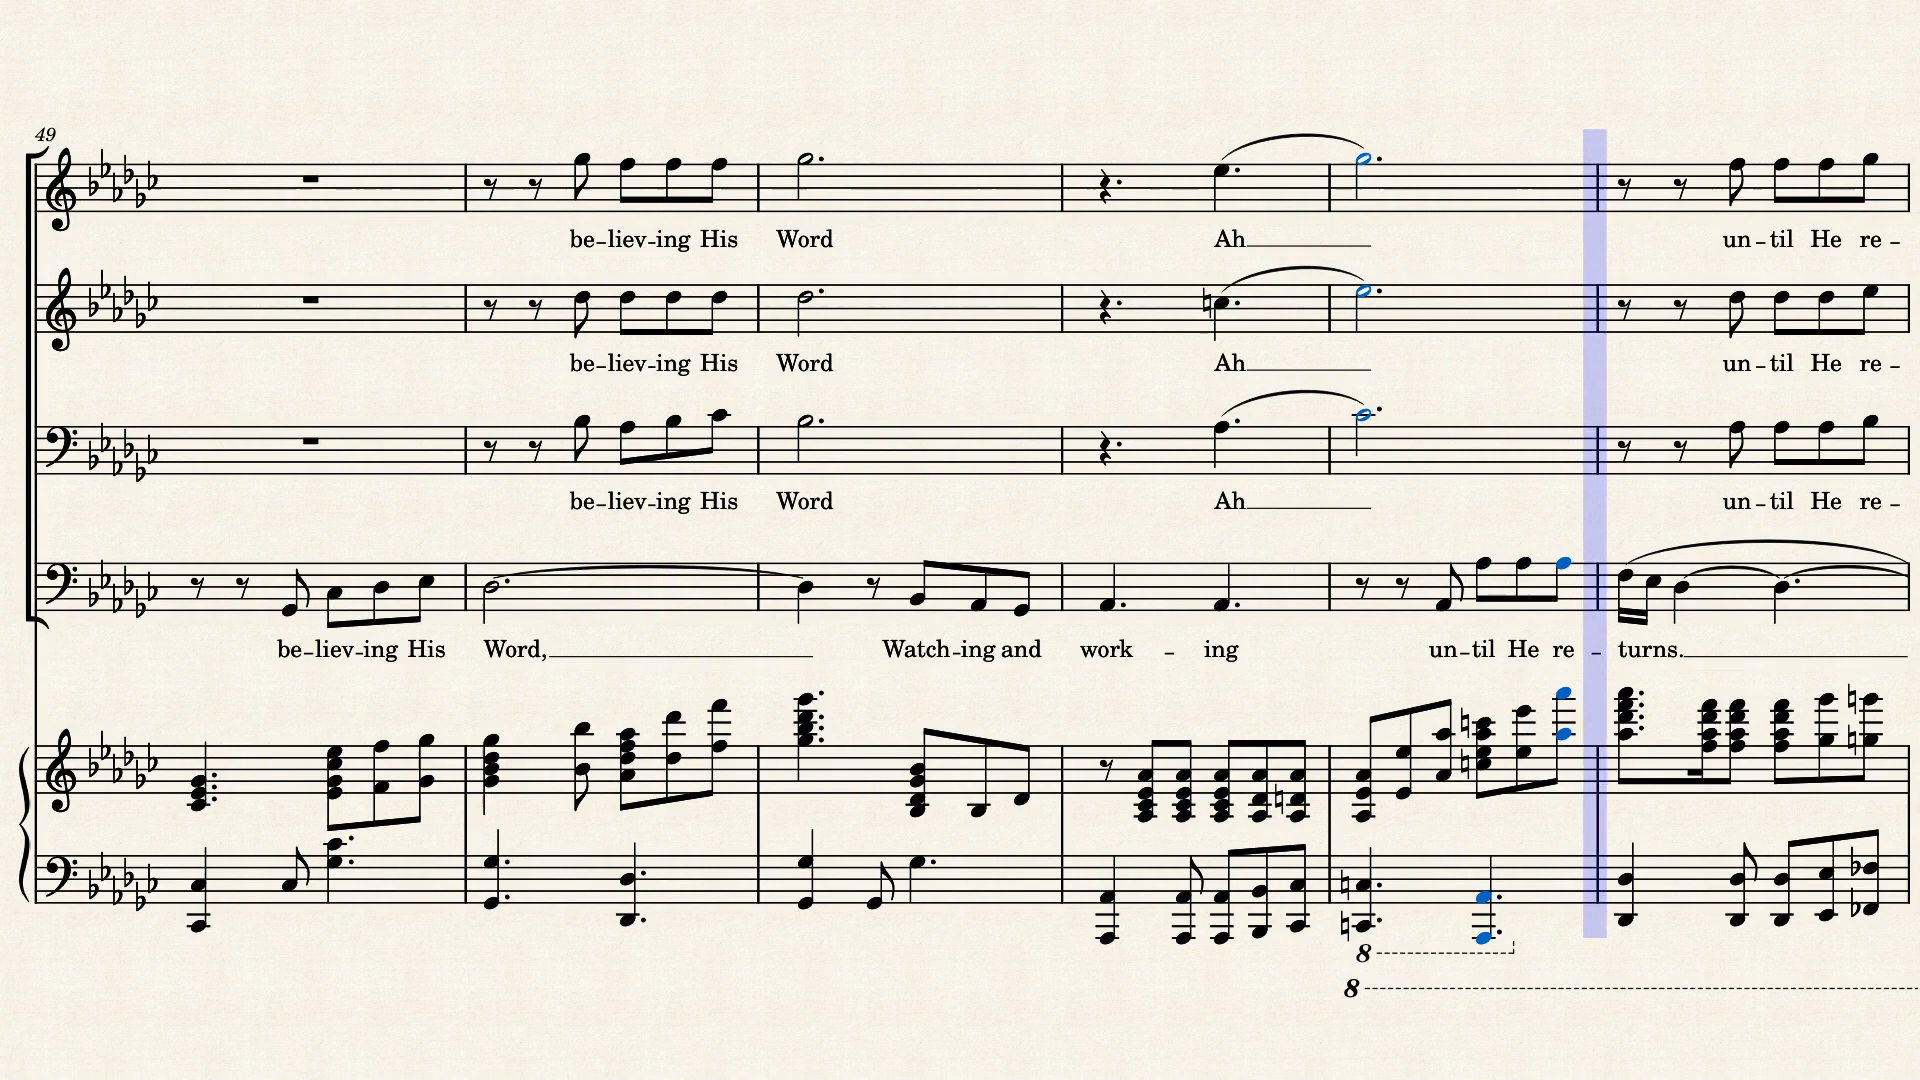 49
be-liev-ing His Word Ah un-til He re-
be-liev-ing His Word Ah un-til He re-
be-liev-ing His Word Ah un-til He re-
be-liev-ing His Word, Watch-ing and work - ing un-til He re - turns.
8
8